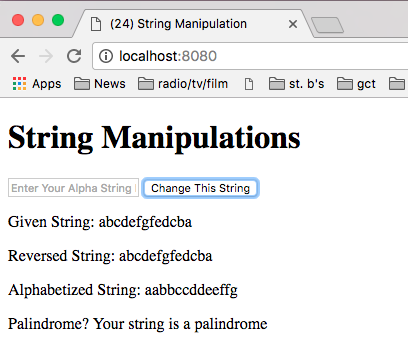 (24) String Manipulation
localhost:8080
Apps News radio/tv/film st. b's gct
String Manipulations
Enter Your Alpha String Change This String
Given String: abcdefgfedcba
Reversed String: abcdefgfedcba
Alphabetized String: aabbccddeeffg
Palindrome? Your string is a palindrome